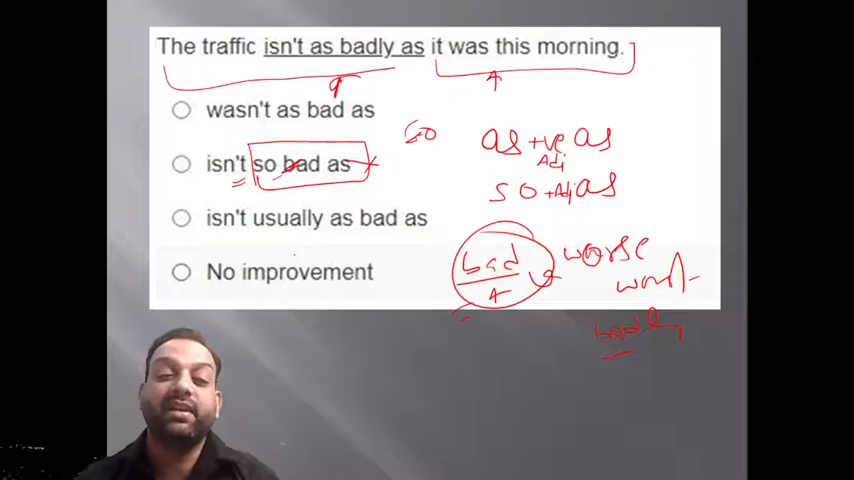 The traffic isn't as badly as it was this morning.
wasn't as bad as
so
as +ve as
Adj
isn't so bad as
so +Adj as
isn't usually as bad as
bad worse
worst
No improvement
badly